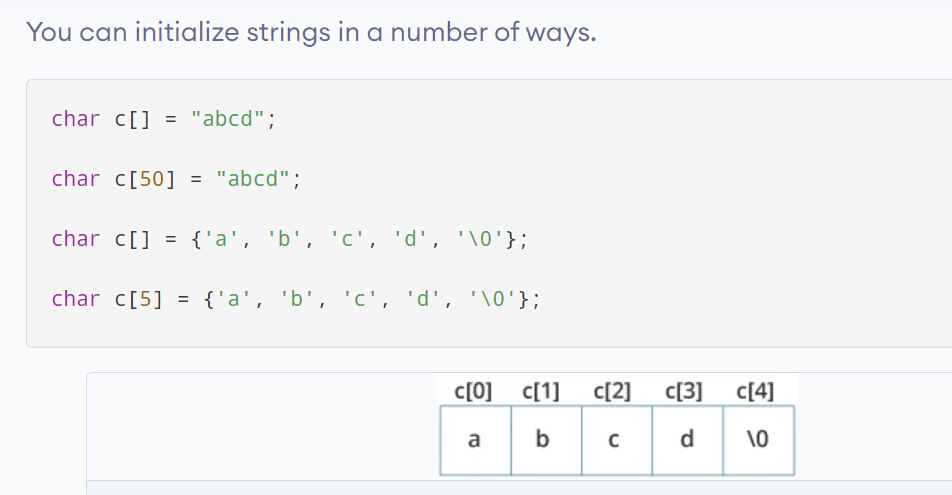 You can initialize strings in a number of ways.
char c[] = "abcd";
char c[50] = "abcd";
char c[] = {'a', 'b', 'c', 'd', '\0'};
char c[5] = {'a', 'b', 'c', 'd', '\0'};
c[0] c[1] c[2] c[3] c[4]
a b c d \0